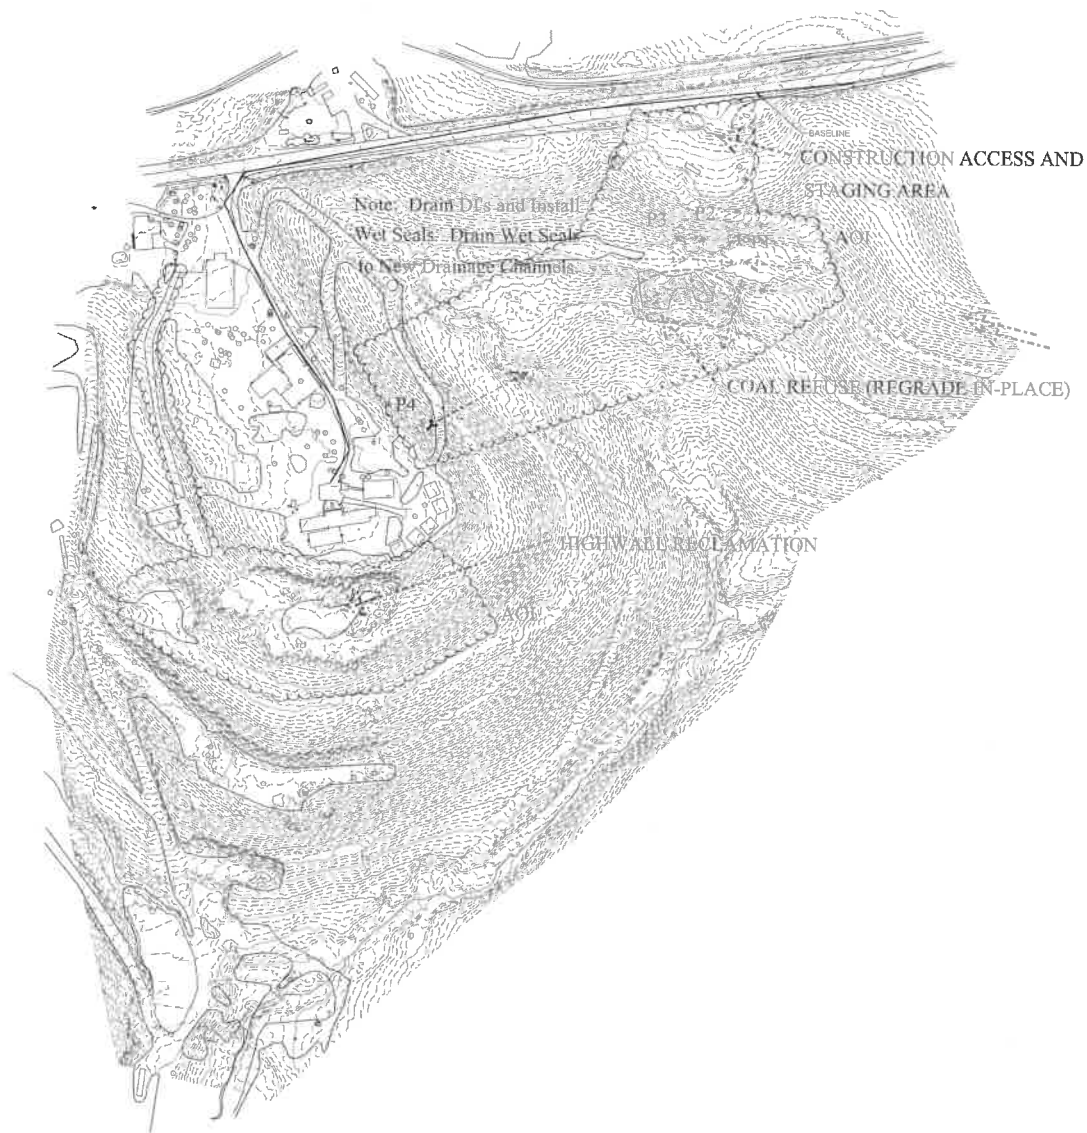 BASELINE
CONSTRUCTION ACCESS AND
STAGING AREA
Note: Drain DI's and Install
Wet Seals. Drain Wet Seals
to New Drainage Channels.
P3
P2
AOI
COAL REFUSE (REGRADE IN-PLACE)
P4
HIGHWALL RECLAMATION
AOI